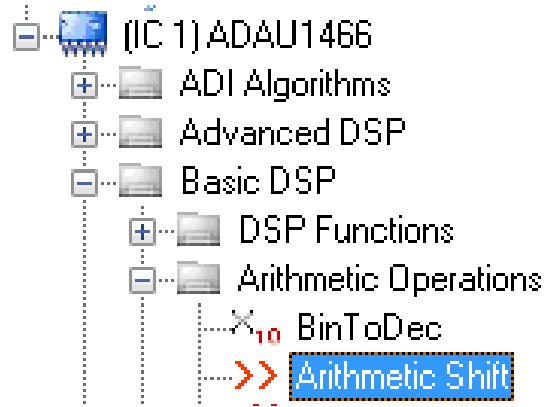 (IC 1) ADAU1466
ADI Algorithms
Advanced DSP
Basic DSP
DSP Functions
Arithmetic Operations
×10 BinToDec
>> Arithmetic Shift